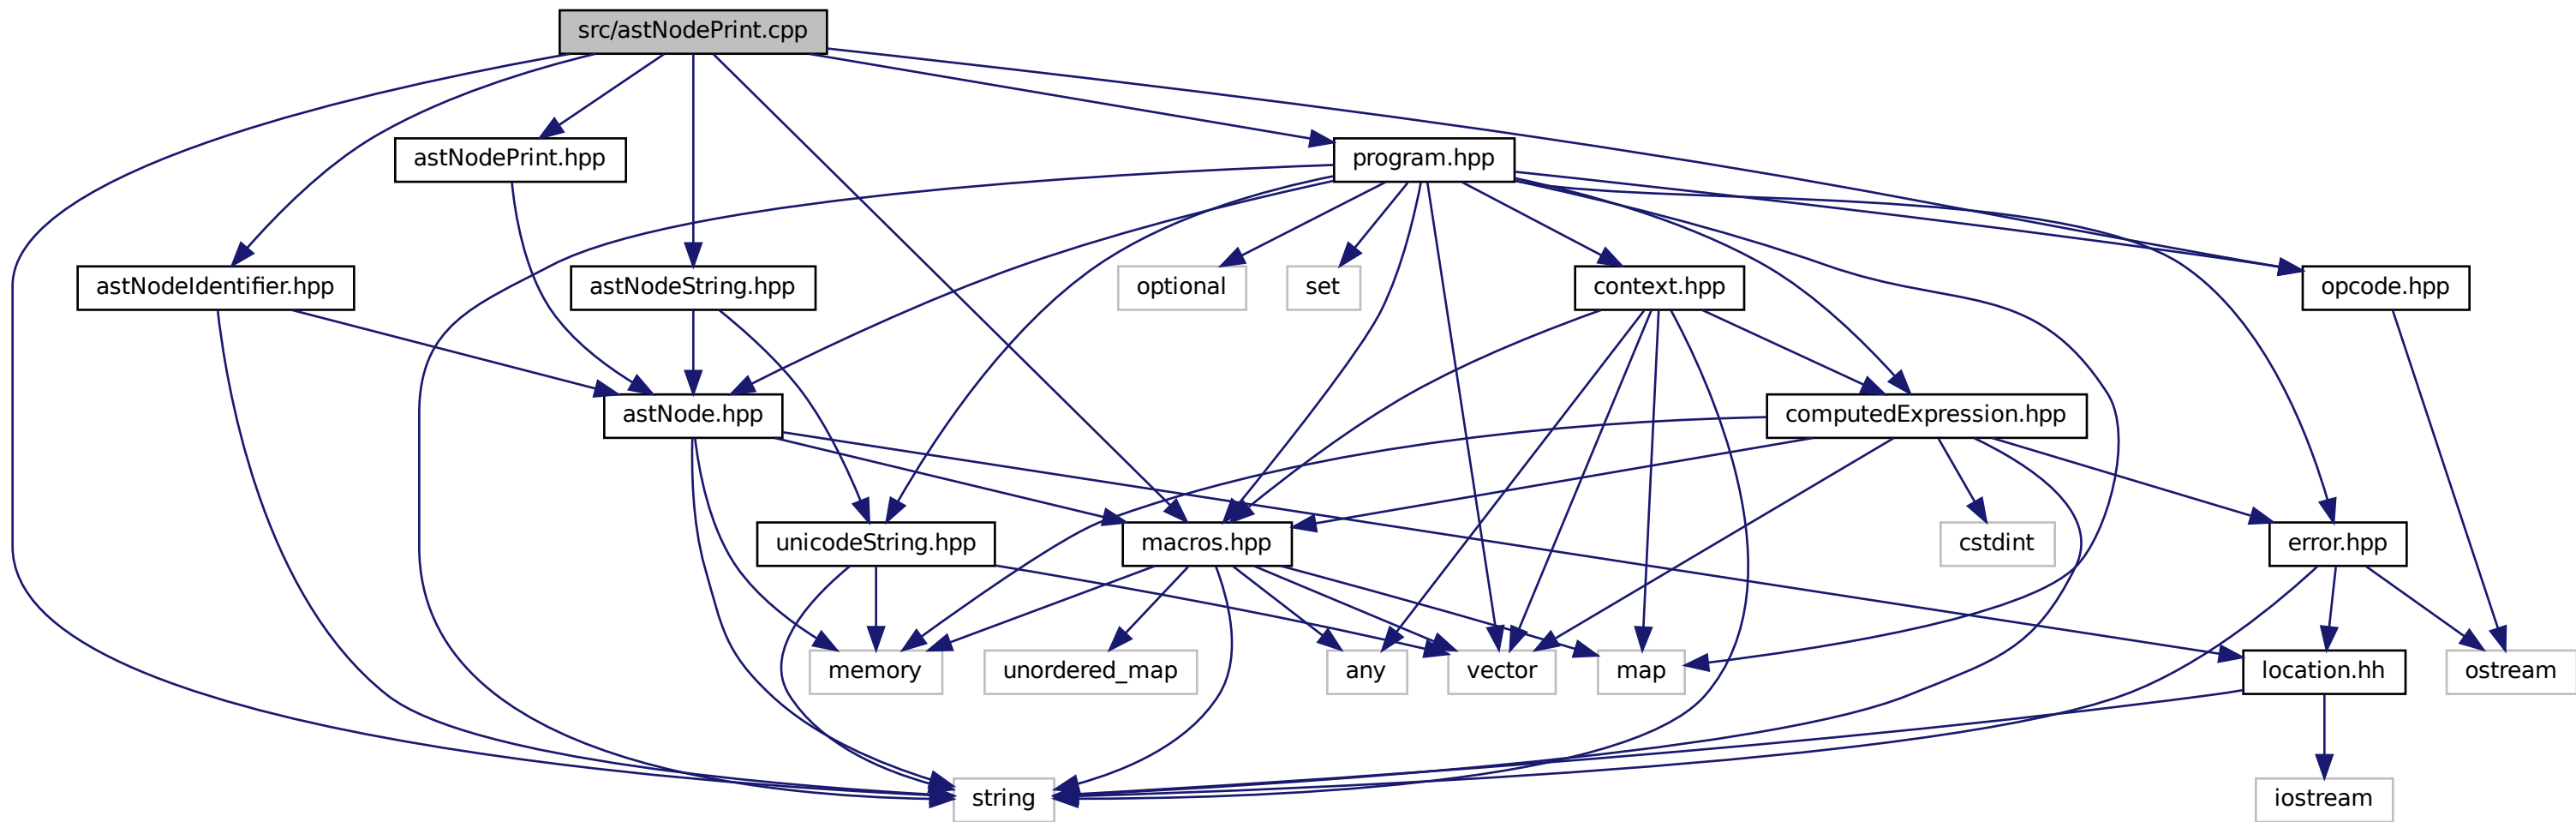 src/astNodePrint.cpp
astNodePrint.hpp
program.hpp
astNodeIdentifier.hpp
astNodeString.hpp
optional
set
context.hpp
opcode.hpp
astNode.hpp
computedExpression.hpp
unicodeString.hpp
macros.hpp
cstdint
error.hpp
memory
unordered_map
any
vector
map
location.hh
ostream
string
iostream